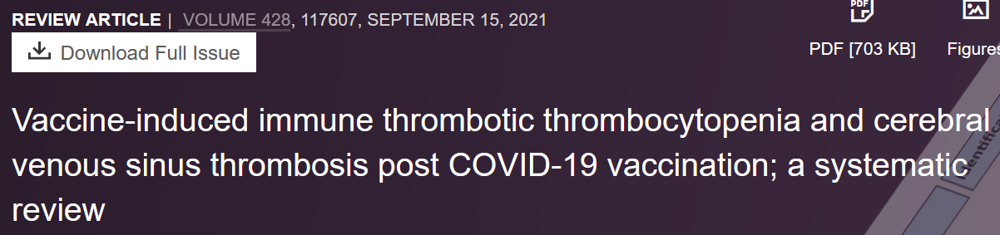 REVIEW ARTICLE | VOLUME 428, 117607, SEPTEMBER 15, 2021
PDF
Download Full Issue
PDF [703 KB]
Vaccine-induced immune thrombotic thrombocytopenia and cerebral
venous sinus thrombosis post COVID-19 vaccination; a systematic
review